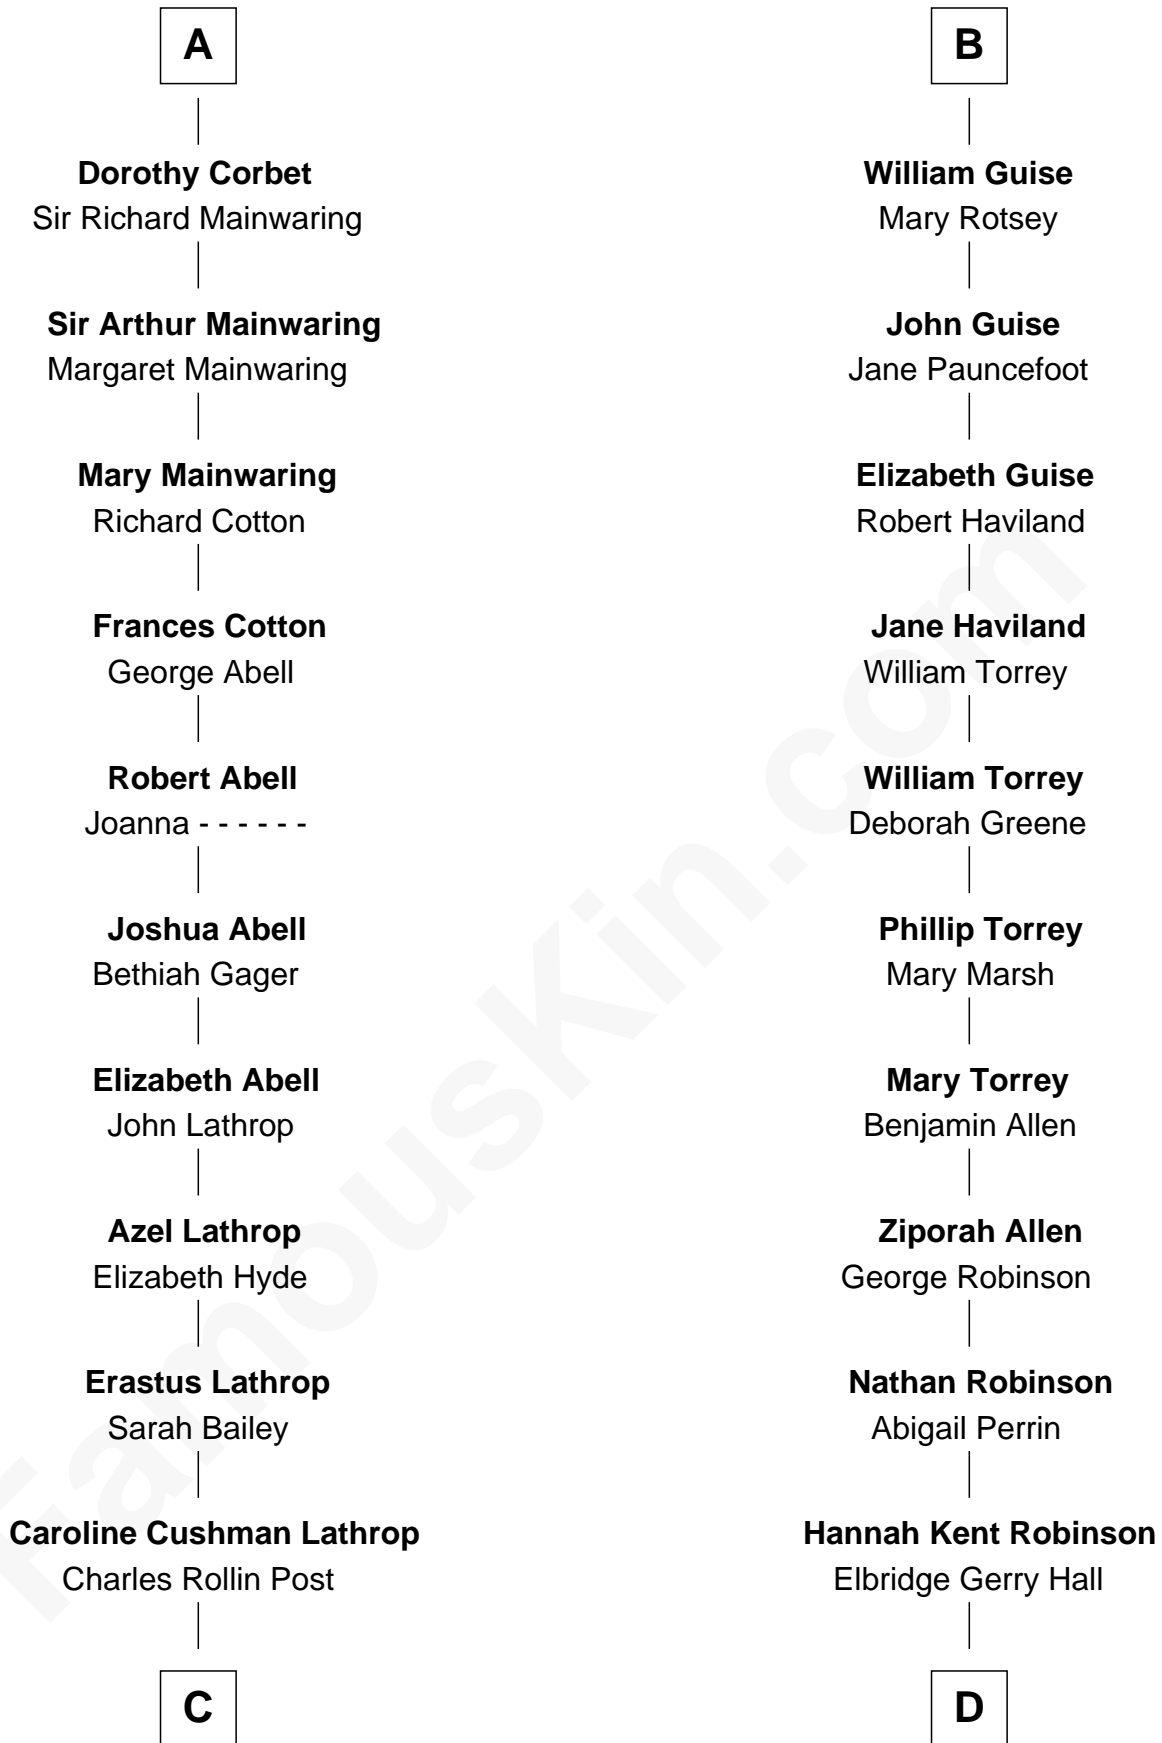 A
Dorothy Corbet
Sir Richard Mainwaring
Sir Arthur Mainwaring
Margaret Mainwaring
Mary Mainwaring
Richard Cotton
Frances Cotton
George Abell
Robert Abell
Joanna - - - - - -
Joshua Abell
Bethiah Gager
Elizabeth Abell
John Lathrop
Azel Lathrop
Elizabeth Hyde
Erastus Lathrop
Sarah Bailey
Caroline Cushman Lathrop
Charles Rollin Post
C
B
William Guise
Mary Rotsey
John Guise
Jane Pauncefoot
Elizabeth Guise
Robert Haviland
Jane Haviland
William Torrey
William Torrey
Deborah Greene
Phillip Torrey
Mary Marsh
Mary Torrey
Benjamin Allen
Ziporah Allen
George Robinson
Nathan Robinson
Abigail Perrin
Hannah Kent Robinson
Elbridge Gerry Hall
D
FamousKin.com